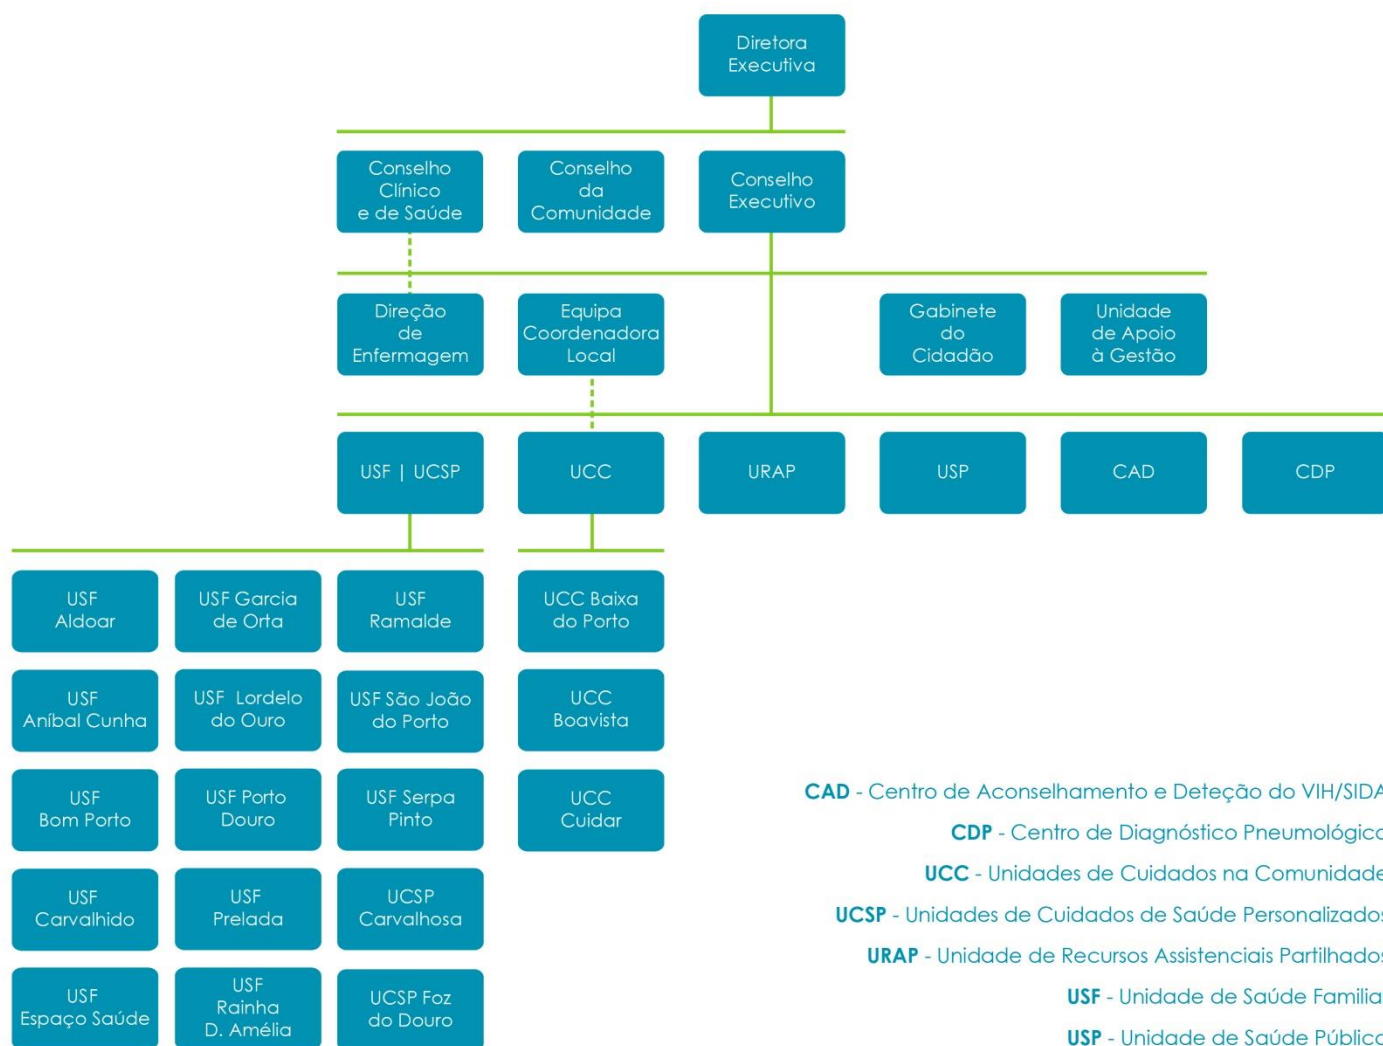 Diretora
Executiva
Conselho
Clínico
e de Saúde
Conselho
da
Comunidade
Conselho
Executivo
Direção
de
Enfermagem
Equipa
Coordenadora
Local
Gabinete
do
Cidadão
Unidade
de Apoio
à Gestão
USF | UCSP
UCC
URAP
USP
CAD
CDP
USF
Aldoar
USF Garcia
de Orta
USF
Ramalde
UCC Baixa
do Porto
USF
Aníbal Cunha
USF Lordelo
do Ouro
USF São João
do Porto
UCC
Boavista
USF
Bom Porto
USF Porto
Douro
USF Serpa
Pinto
UCC
Cuidar
USF
Carvalhido
USF
Prelada
UCSP
Carvalhosa
USF
Espaço Saúde
USF
Rainha
D. Amélia
UCSP Foz
do Douro
CAD - Centro de Aconselhamento e Deteção do VIH/SIDA
CDP - Centro de Diagnóstico Pneumológico
UCC - Unidades de Cuidados na Comunidade
UCSP - Unidades de Cuidados de Saúde Personalizados
URAP - Unidade de Recursos Assistenciais Partilhados
USF - Unidade de Saúde Familia
USP - Unidade de Saúde Pública